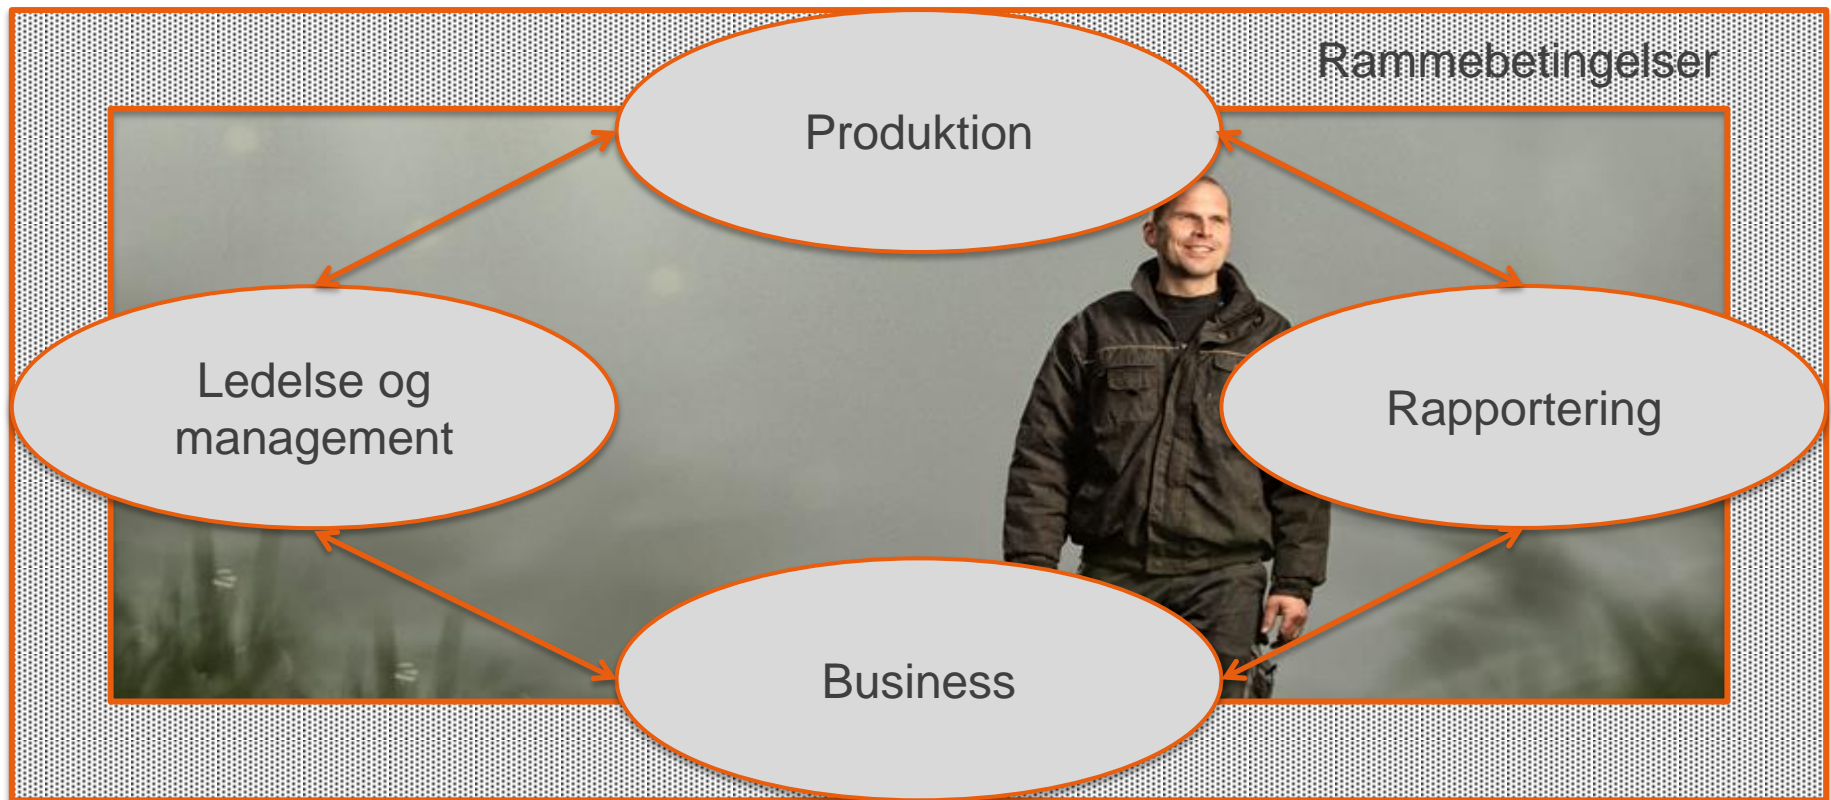 Rammebetingelser
Produktion
Ledelse og
management
Rapportering
Business